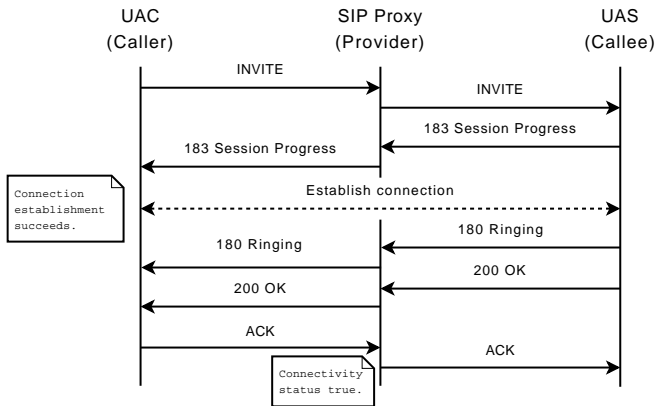 UAC SIP Proxy UAS
(Caller) (Provider) (Callee)
INVITE
INVITE
183 Session Progress
183 Session Progress
Connection
establishment
succeeds.
Establish connection
180 Ringing
180 Ringing
200 OK
200 OK
ACK
ACK
Connectivity
status true.